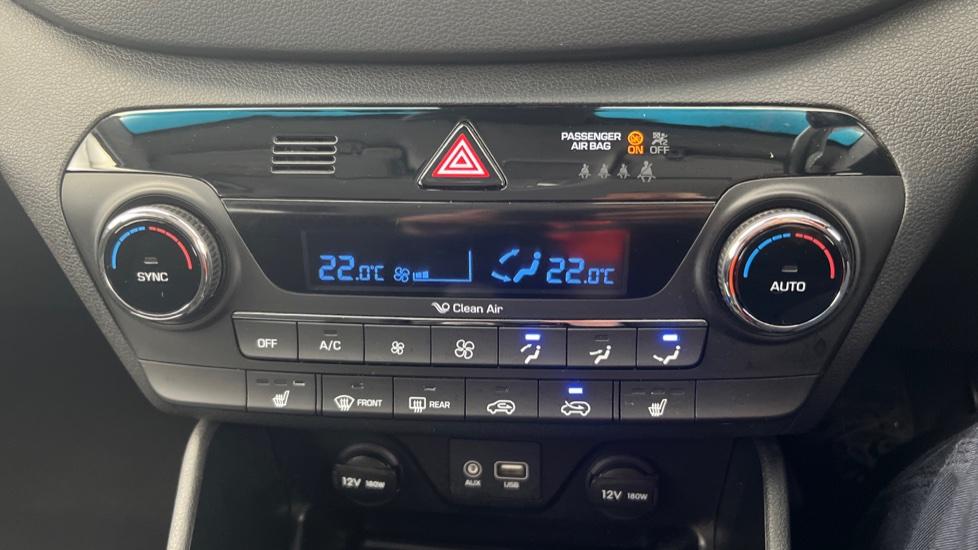 PASSENGER AIR BAG ON OFF
SYNC
22.0°C 22.0°C
AUTO
Clean Air
OFF A/C
FRONT REAR
12V 180W
AUX USB
12V 180W